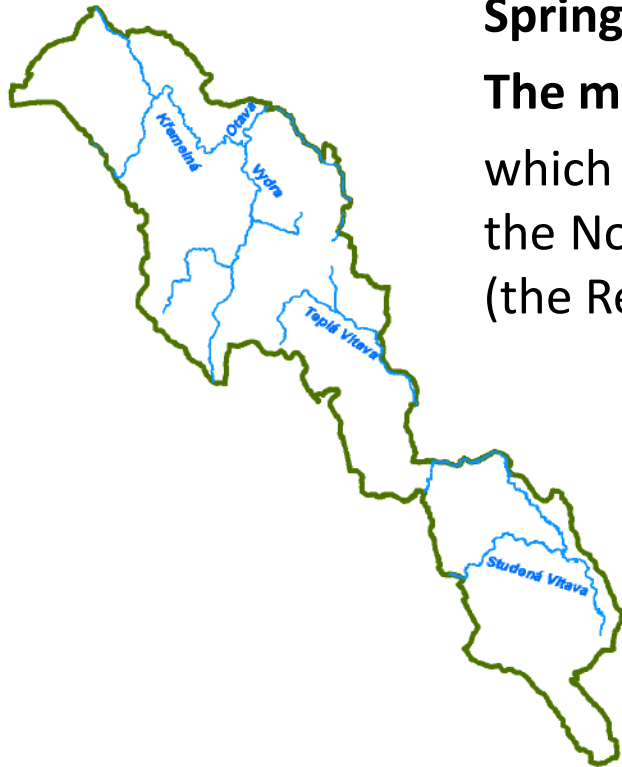 Spring
The m
which
the No
(the Re
Křemelná
Otava
Vydra
Teplá Vltava
Studená Vltava